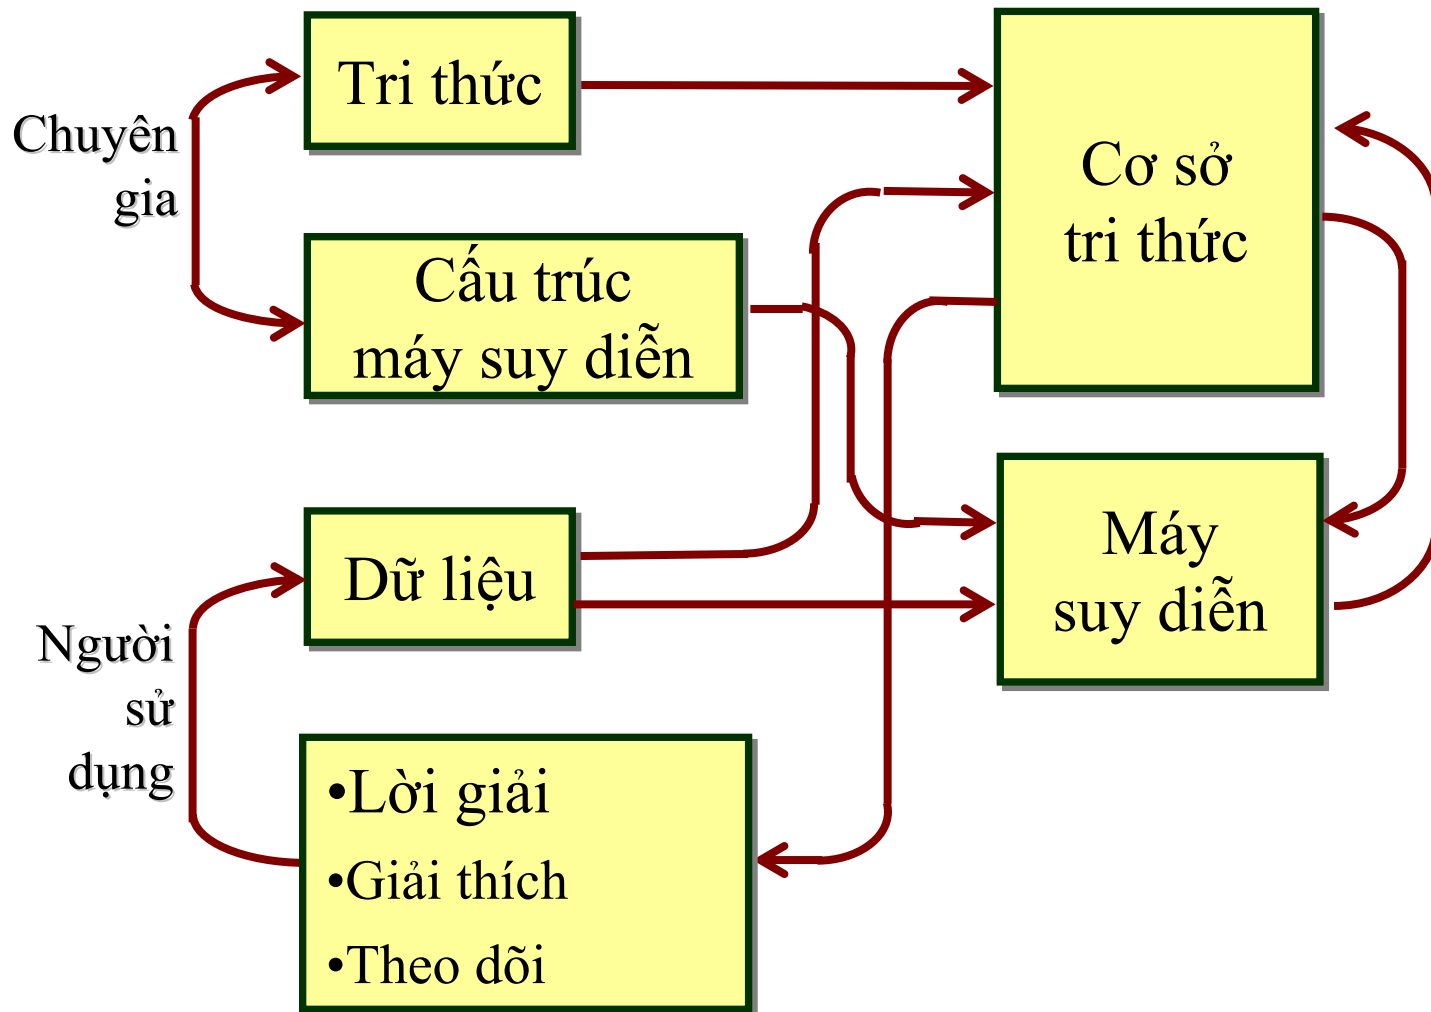 Chuyên
gia
Tri thức
Cấu trúc
máy suy diễn
Cơ sở
tri thức
Người
sử
dụng
Dữ liệu
Máy
suy diễn
•Lời giải
•Giải thích
•Theo dõi